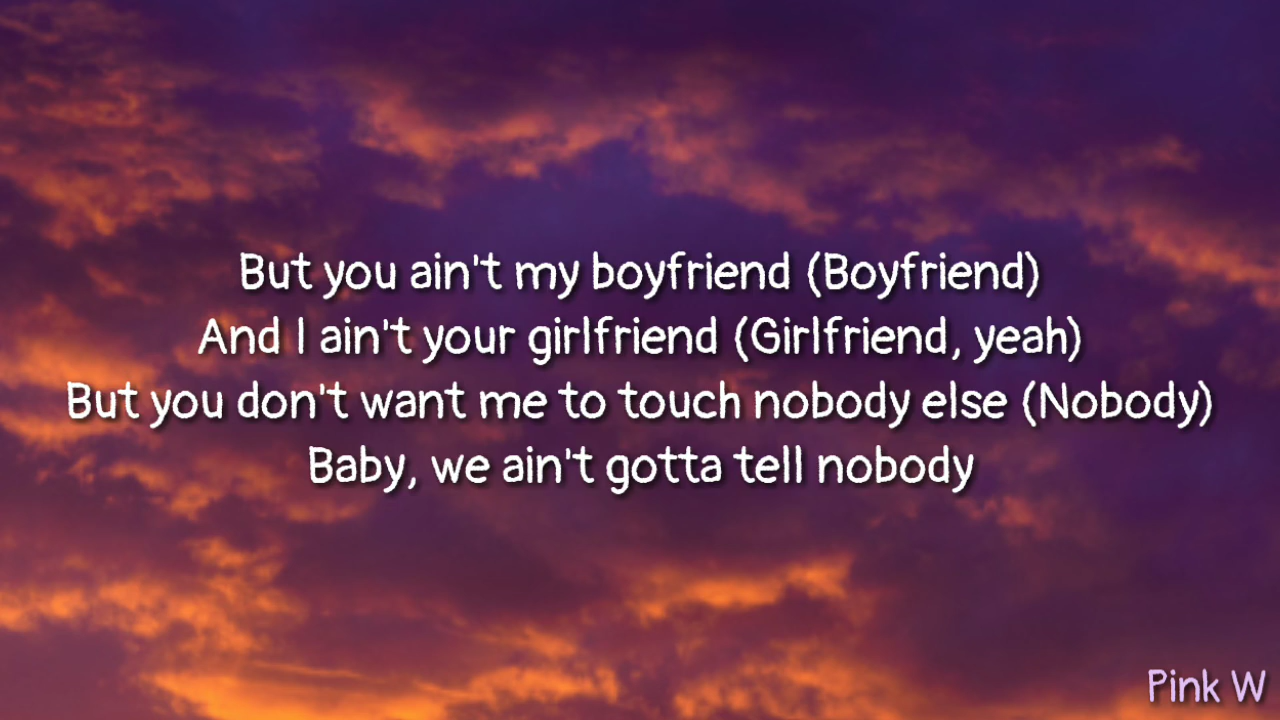 But you ain't my boyfriend (Boyfriend)
And I ain't your girlfriend (Girlfriend, yeah)
But you don't want me to touch nobody else (Nobody)
Baby, we ain't gotta tell nobody
Pink W